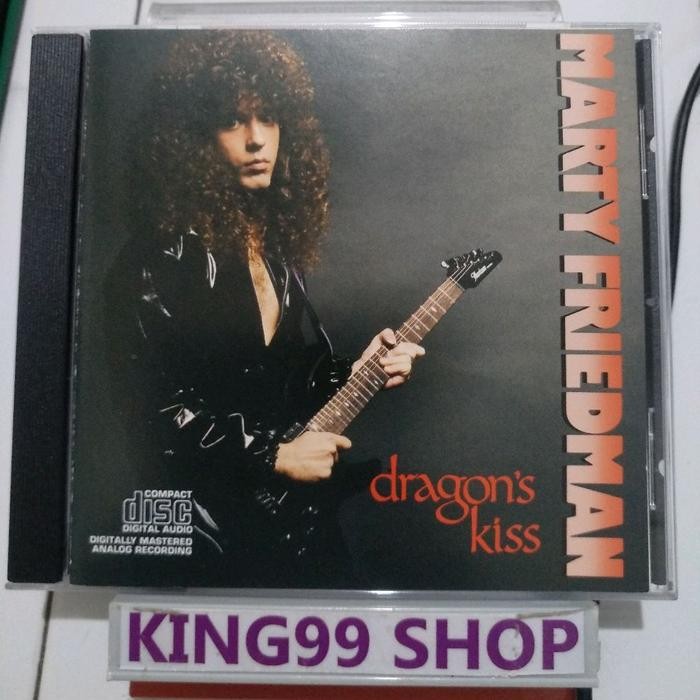 MARTY FRIEDMAN
dragon's
kiss
COMPACT
disc
DIGITAL AUDIO
DIGITALLY MASTERED
ANALOG RECORDING
KING99 SHOP